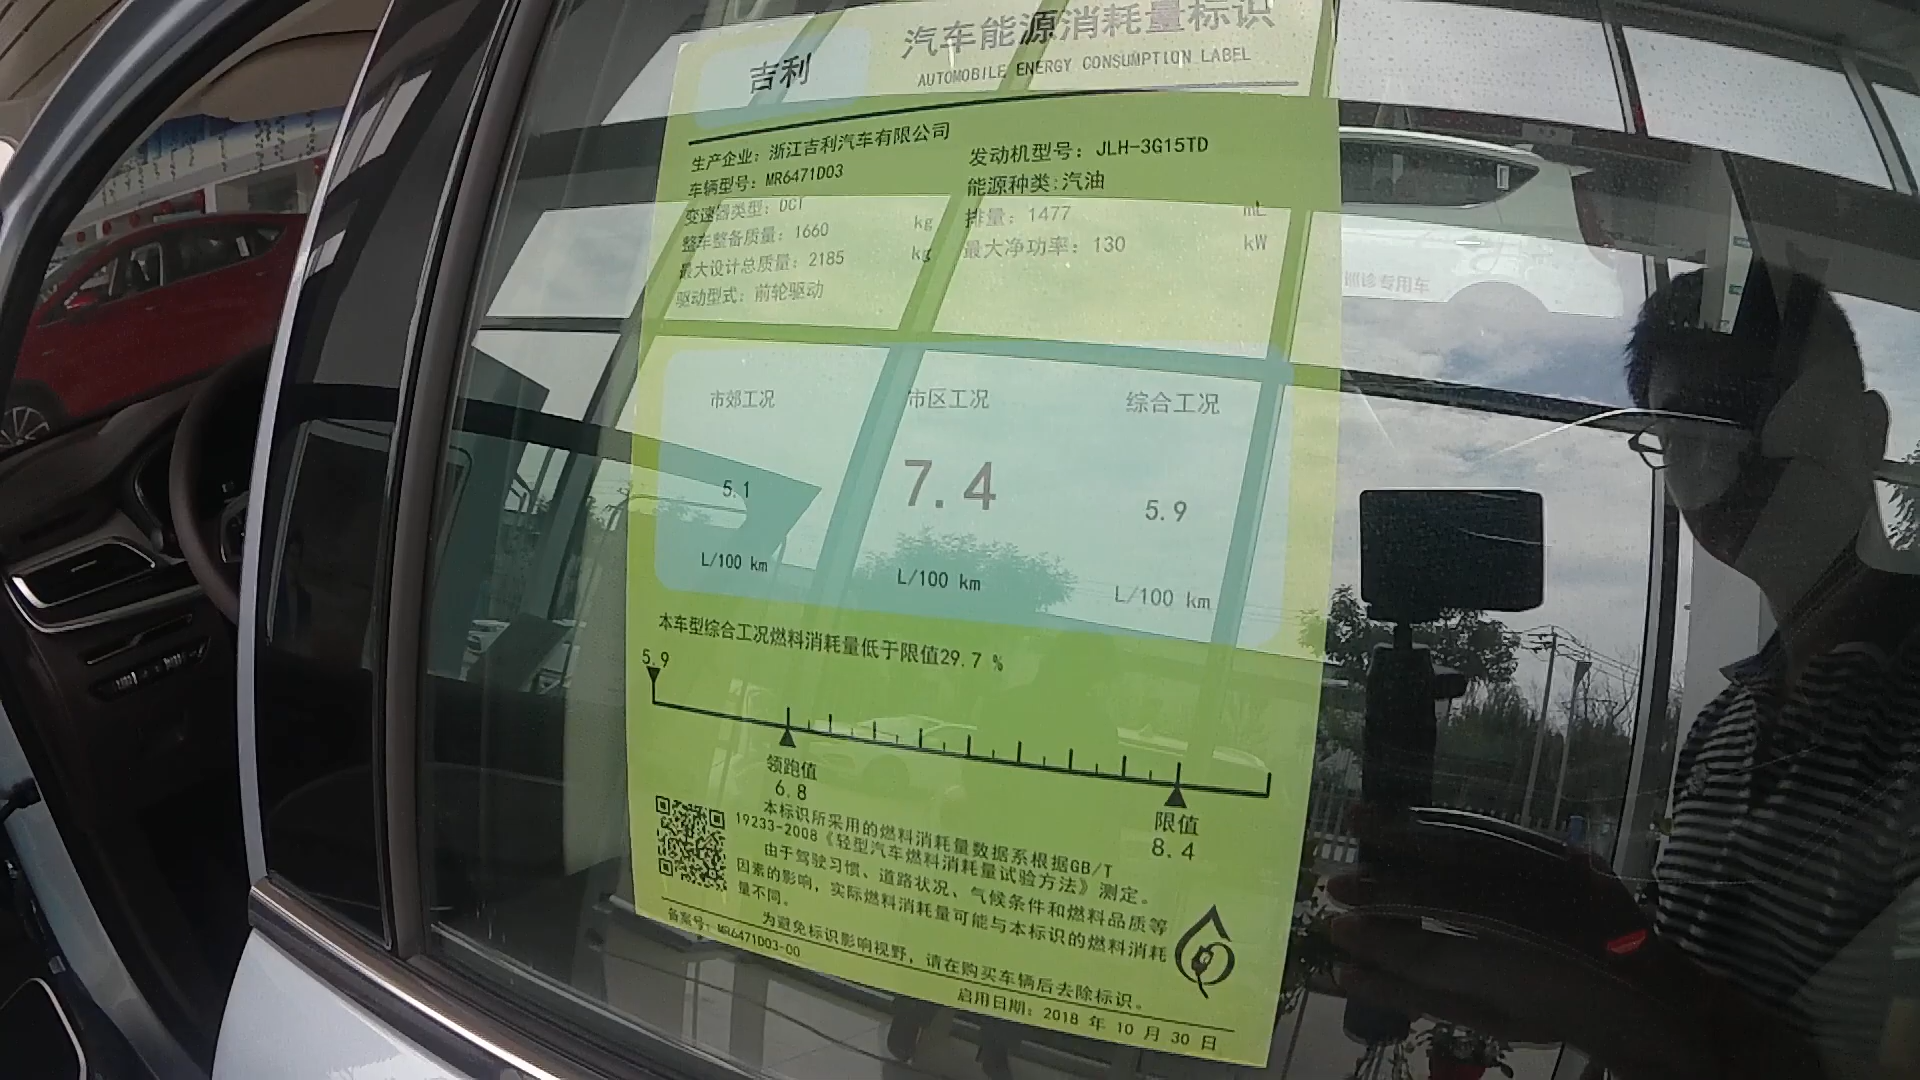 汽车能源消耗量标识
吉利
AUTOMOBILE ENERGY CONSUMPTION LABEL
生产企业：浙江吉利汽车有限公司
车辆型号：MR6471D03
变速器类型：DCT
整车整备质量：1660 kg
最大设计总质量：2185 kg
驱动型式：前轮驱动
发动机型号：JLH-3G15TD
能源种类:汽油
排量：1477 mL
最大净功率：130 kW
市郊工况 市区工况 综合工况
5.1 7.4 5.9
L/100 km L/100 km L/100 km
本车型综合工况燃料消耗量低于限值29.7 %
5.9
领跑值
6.8
限值
8.4
本标识所采用的燃料消耗量数据系根据GB/T
19233-2008《轻型汽车燃料消耗量试验方法》测定。
由于驾驶习惯、道路状况、气候条件和燃料品质等
因素的影响，实际燃料消耗量可能与本标识的燃料消耗
量不同。
为避免标识影响视野，请在购买车辆后去除标识。
备案号：MR6471D03-00
启用日期：2018 年 10 月 30 日
巡诊专用车